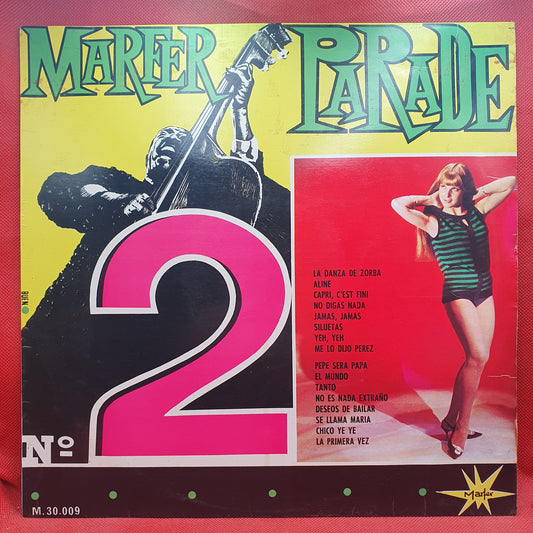 MARFER PARADE
LA DANZA DE ZORBA
ALINE
CAPRI, C'EST FINI
NO DIGAS NADA
JAMAS, JAMAS
SILUETAS
YEH, YEH
ME LO DIJO PEREZ
PEPE SERA PAPA
EL MUNDO
TANTO
NO ES NADA EXTRAÑO
DESEOS DE BAILAR
SE LLAMA MARIA
CHICO YE YE
LA PRIMERA VEZ
BUEN
Nº 2
Marfer
M. 30.009